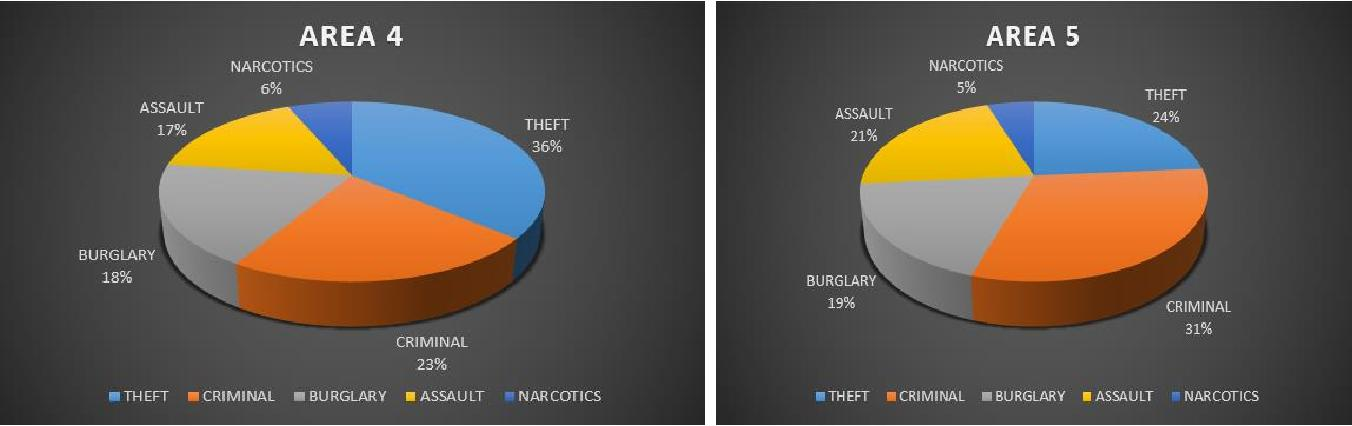 AREA 4
NARCOTICS
6%
ASSAULT
17%
THEFT
36%
BURGLARY
18%
CRIMINAL
23%
THEFT CRIMINAL BURGLARY ASSAULT NARCOTICS
AREA 5
NARCOTICS
5%
THEFT
24%
ASSAULT
21%
BURGLARY
19%
CRIMINAL
31%
THEFT CRIMINAL BURGLARY ASSAULT NARCOTICS